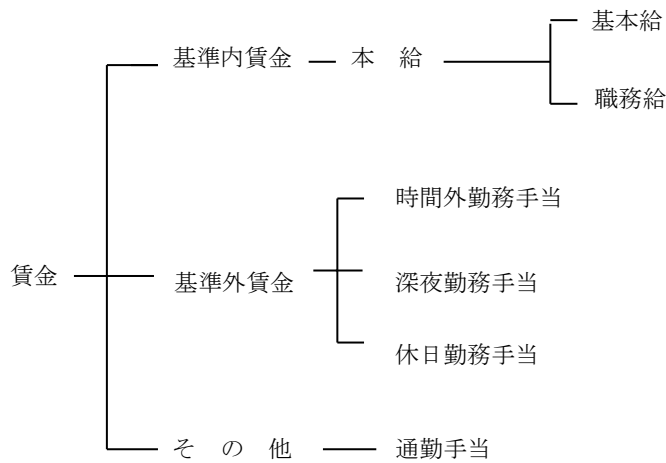 基本給
基準内賃金 本　給
職務給
時間外勤務手当
賃金 基準外賃金 深夜勤務手当
休日勤務手当
そ　の　他 通勤手当